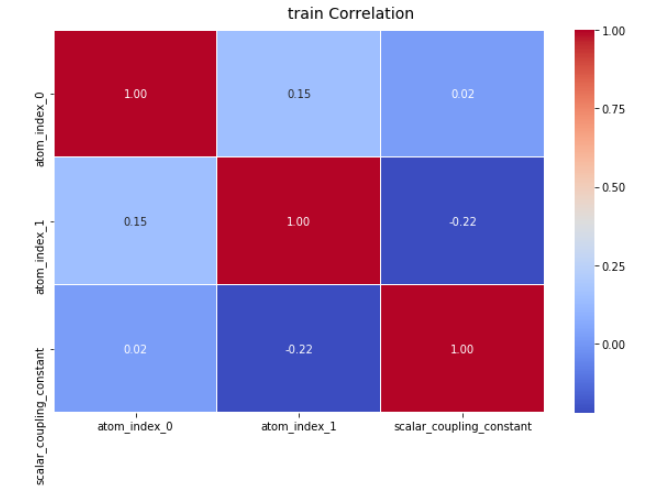 train Correlation
atom_index_0
1.00
0.15
0.02
atom_index_1
0.15
1.00
-0.22
scalar_coupling_constant
0.02
-0.22
1.00
atom_index_0
atom_index_1
scalar_coupling_constant
1.00
0.75
0.50
0.25
0.00